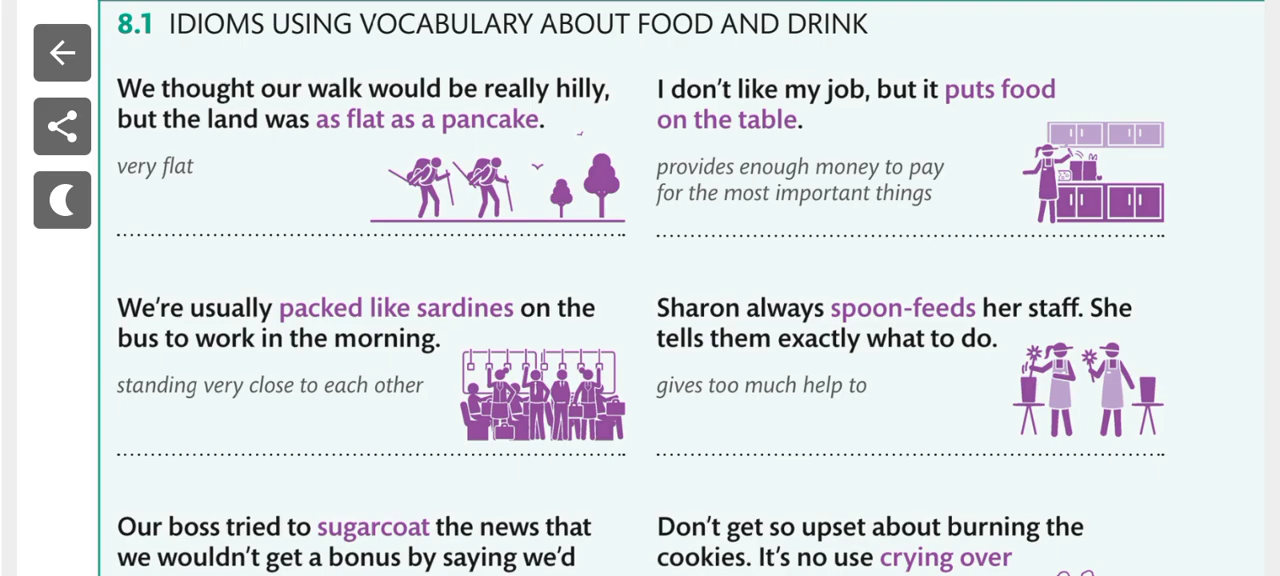 8.1 IDIOMS USING VOCABULARY ABOUT FOOD AND DRINK
We thought our walk would be really hilly,
but the land was as flat as a pancake.
very flat
I don't like my job, but it puts food
on the table.
provides enough money to pay
for the most important things
We're usually packed like sardines on the
bus to work in the morning.
standing very close to each other
Sharon always spoon-feeds her staff. She
tells them exactly what to do.
gives too much help to
Our boss tried to sugarcoat the news that
we wouldn't get a bonus by saying we'd
Don't get so upset about burning the
cookies. It's no use crying over